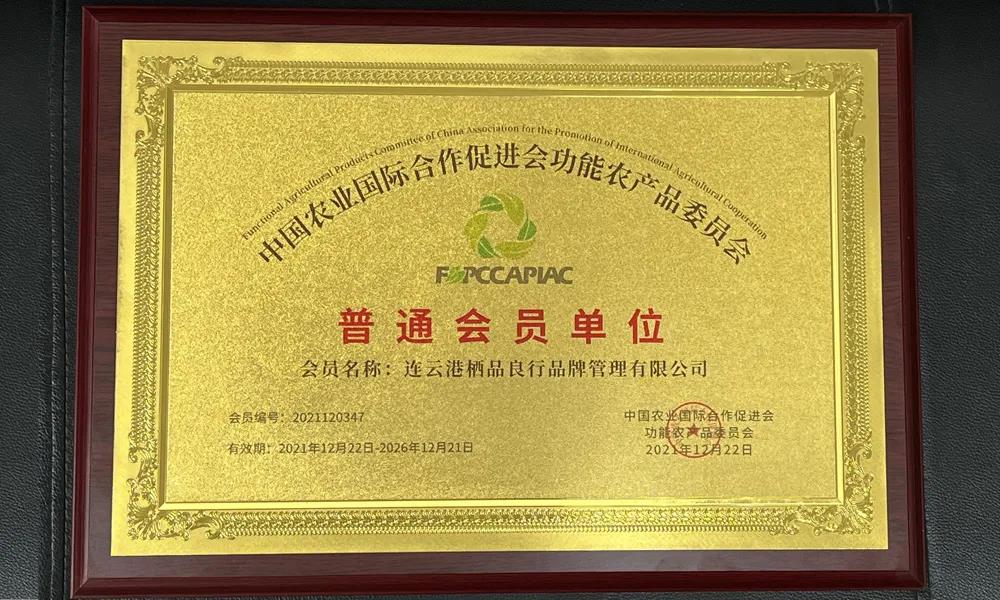 Functional Agricultural Products Committee of China Association for the Promotion of International Agricultural Cooperation
中国农业国际合作促进会功能农产品委员会
FAPCCAPIAC
普通会员单位
会员名称：连云港栖品良行品牌管理有限公司
会员编号：2021120347
有效期：2021年12月22日-2026年12月21日
中国农业国际合作促进会
功能农产品委员会
2021年12月22日